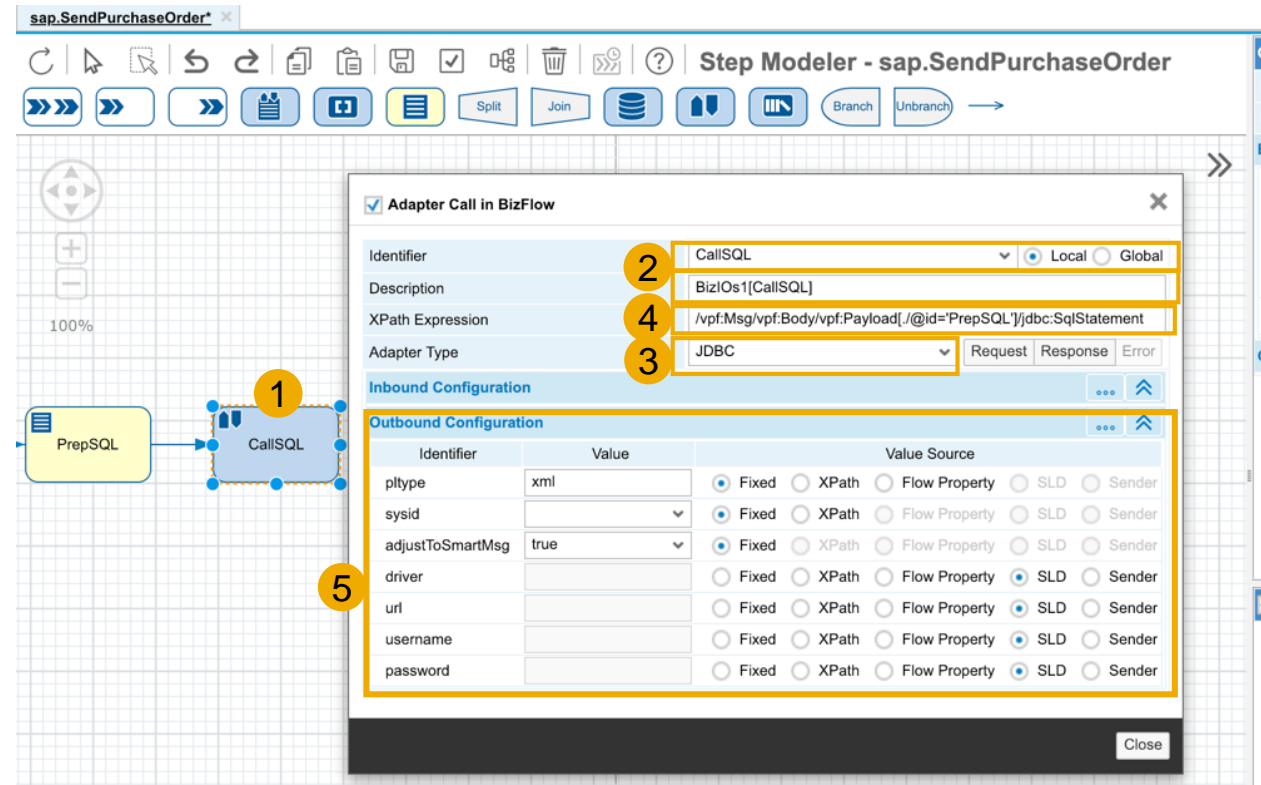 sap.SendPurchaseOrder* ×
Step Modeler - sap.SendPurchaseOrder
Split Join Branch Unbranch
Adapter Call in BizFlow
Identifier CallSQL Local Global
2
Description BizIOs1[CallSQL]
XPath Expression 4 /vpf:Msg/vpf:Body/vpf:Payload[./@id='PrepSQL']/jdbc:SqlStatement
100%
Adapter Type 3 JDBC Request Response Error
Inbound Configuration ...
1
Outbound Configuration ...
PrepSQL CallSQL
Identifier Value Value Source
pltype xml Fixed XPath Flow Property SLD Sender
sysid Fixed XPath Flow Property SLD Sender
adjustToSmartMsg true Fixed XPath Flow Property SLD Sender
driver Fixed XPath Flow Property SLD Sender
5
url Fixed XPath Flow Property SLD Sender
username Fixed XPath Flow Property SLD Sender
password Fixed XPath Flow Property SLD Sender
Close